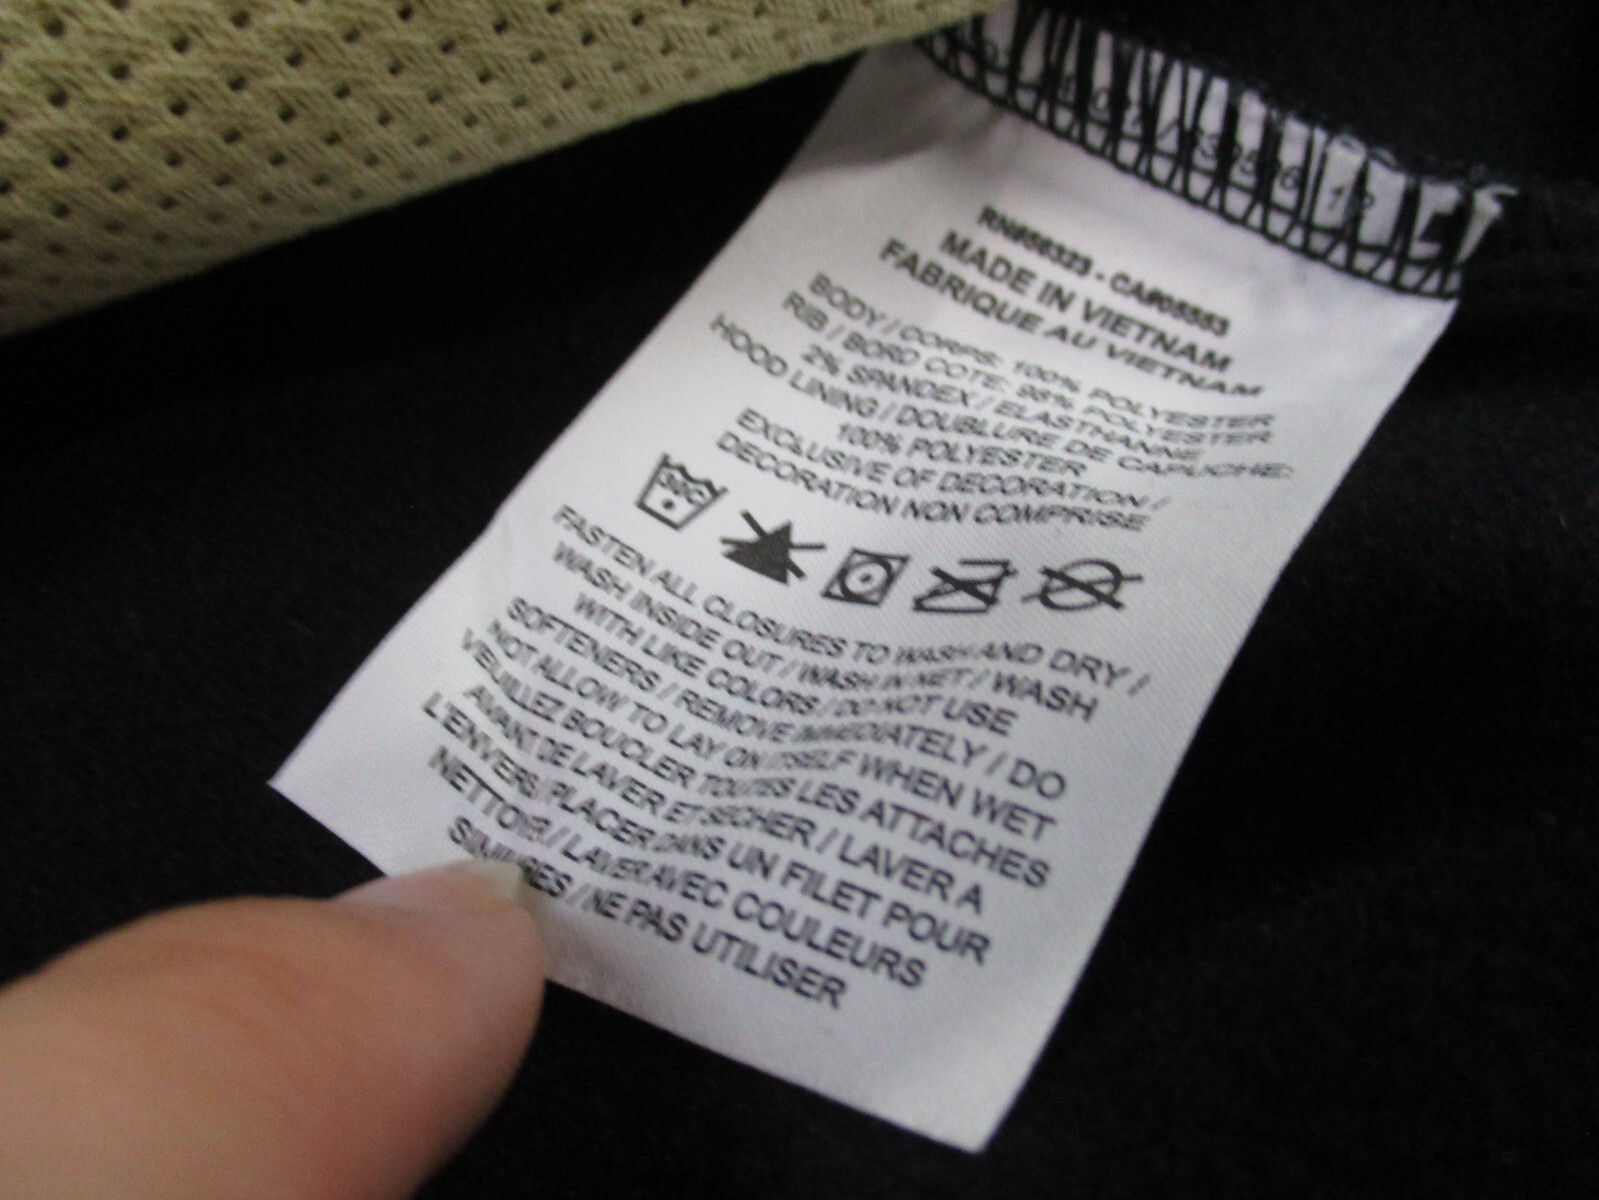 MADE IN VIETNAM
FABRIQUE AU VIETNAM
BODY / CORPS: 100% POLYESTER
RIB / BORD COTE: 98% POLYESTER
2% SPANDEX / ELASTHANNE
HOOD LINING / DOUBLURE DE CAPUCHE:
100% POLYESTER
EXCLUSIVE OF DECORATION /
DECORATION NON COMPRISE
30C
FASTEN ALL CLOSURES TO WASH AND DRY /
WASH INSIDE OUT / WASH IN NET / WASH
WITH LIKE COLORS / DO NOT USE
SOFTENERS / REMOVE IMMEDIATELY / DO
NOT ALLOW TO LAY ON ITSELF WHEN WET
VEUILLEZ BOUCLER TOUTES LES ATTACHES
AVANT DE LAVER ET SECHER / LAVER A
L'ENVERS / PLACER DANS UN FILET POUR
NETTOYER / LAVER AVEC COULEURS
/ NE PAS UTILISER